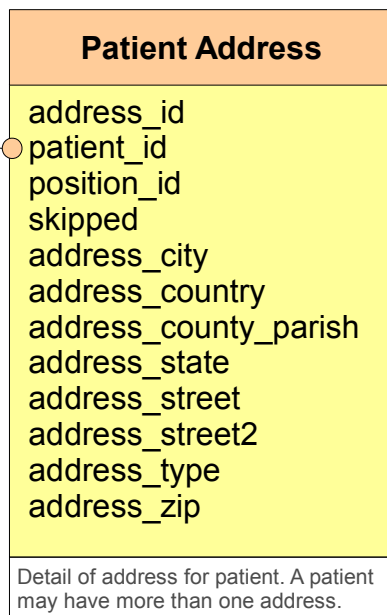 Patient Address
address_id
patient_id
position_id
skipped
address_city
address_country
address_county_parish
address_state
address_street
address_street2
address_type
address_zip
Detail of address for patient. A patient
may have more than one address.